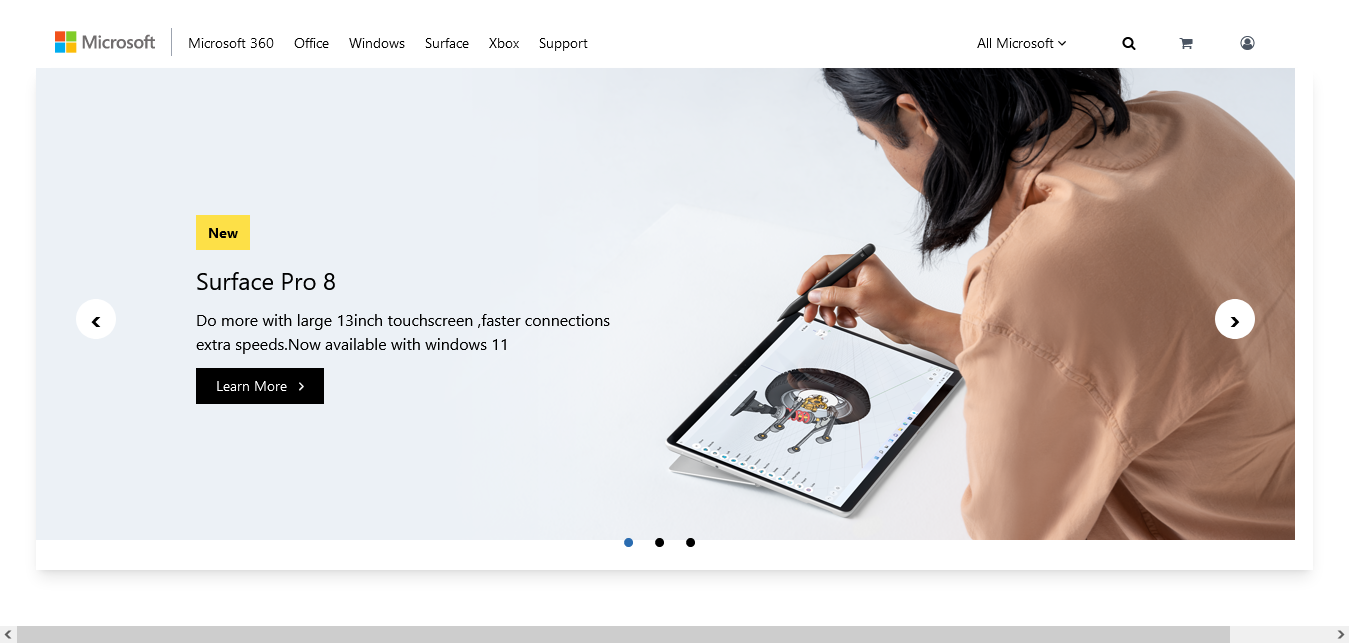 Microsoft
Microsoft 360 Office Windows Surface Xbox Support
All Microsoft
New
Surface Pro 8
Do more with large 13inch touchscreen ,faster connections
extra speeds.Now available with windows 11
Learn More